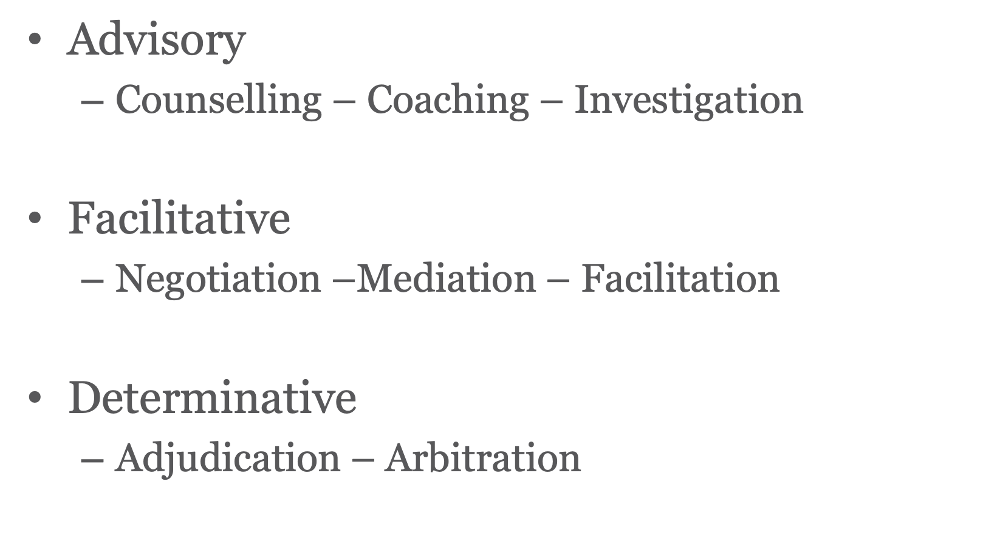 • Advisory
– Counselling – Coaching – Investigation
• Facilitative
– Negotiation –Mediation – Facilitation
• Determinative
– Adjudication – Arbitration